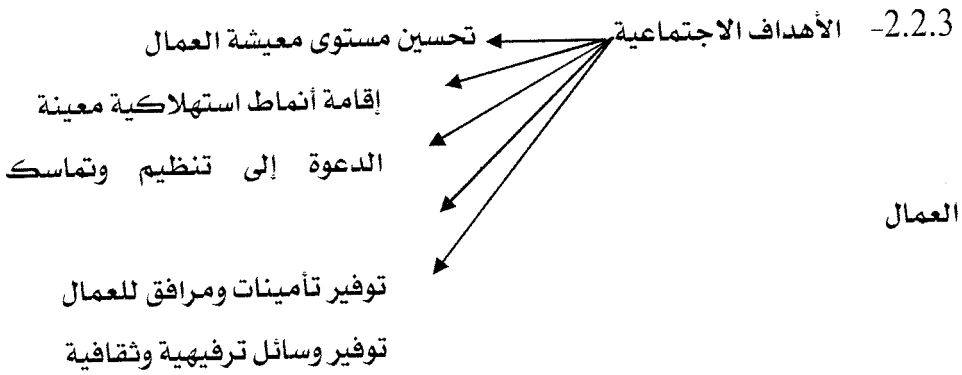 2.2.3- الأهداف الاجتماعية تحسين مستوى معيشة العمال
إقامة أنماط استهلاكية معينة
الدعوة إلى تنظيم وتماسك
العمال
توفير تأمينات ومرافق للعمال
توفير وسائل ترفيهية وثقافية